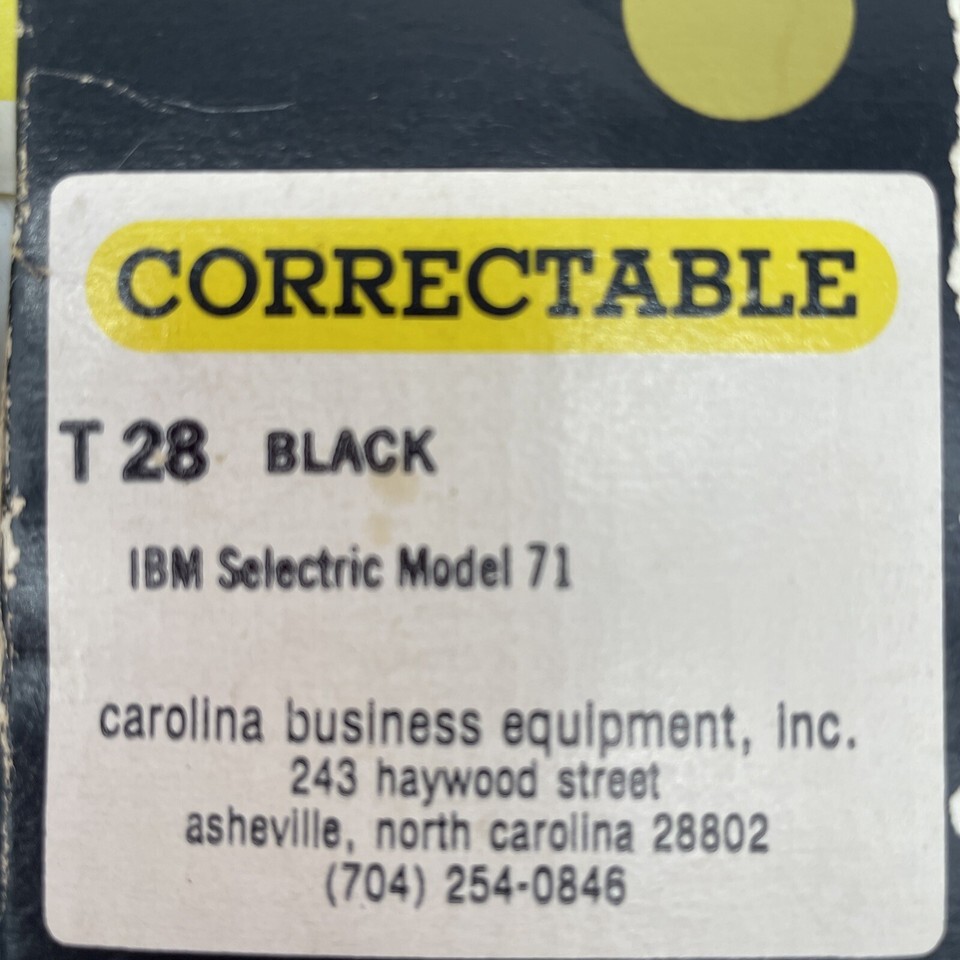 CORRECTABLE
T 28 BLACK
IBM Selectric Model 71
carolina business equipment, inc.
243 haywood street
asheville, north carolina 28802
(704) 254-0846